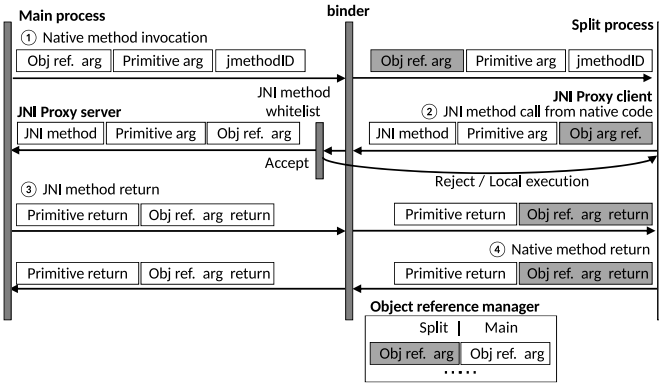 Main process
binder
Split process
① Native method invocation
Obj ref. arg Primitive arg jmethodID
Obj ref. arg Primitive arg jmethodID
JNI method whitelist
JNI Proxy server
JNI Proxy client
② JNI method call from native code
JNI method Primitive arg Obj ref. arg
JNI method Primitive arg Obj arg ref.
Accept
Reject / Local execution
③ JNI method return
Primitive return Obj ref. arg return
Primitive return Obj ref. arg return
④ Native method return
Primitive return Obj ref. arg return
Primitive return Obj ref. arg return
Object reference manager
Split | Main
Obj ref. arg Obj ref. arg
.....